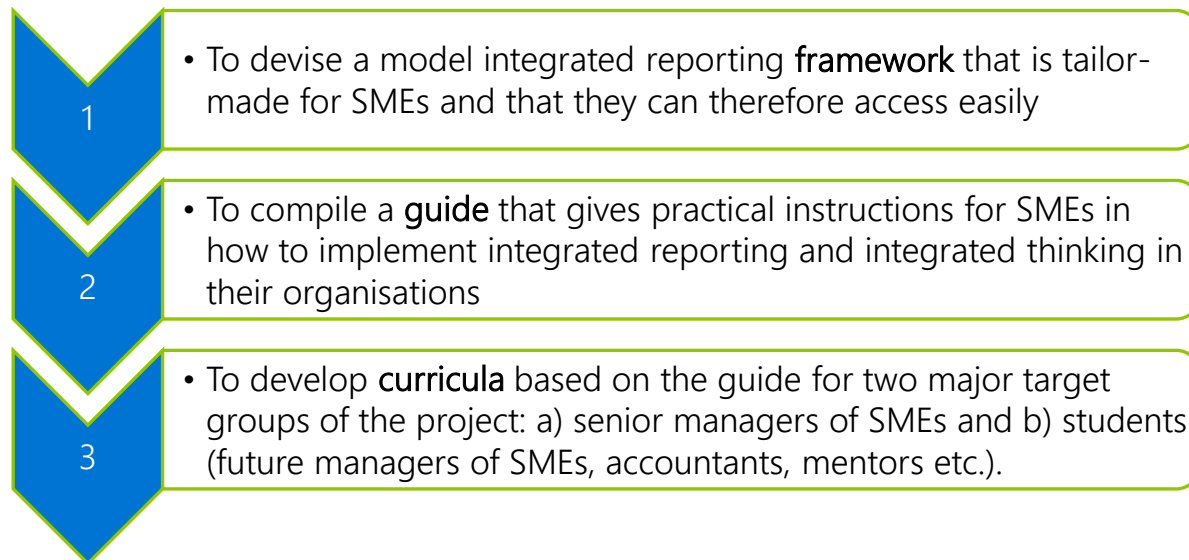 1
• To devise a model integrated reporting framework that is tailor-
made for SMEs and that they can therefore access easily
2
• To compile a guide that gives practical instructions for SMEs in
how to implement integrated reporting and integrated thinking in
their organisations
3
• To develop curricula based on the guide for two major target
groups of the project: a) senior managers of SMEs and b) students
(future managers of SMEs, accountants, mentors etc.).